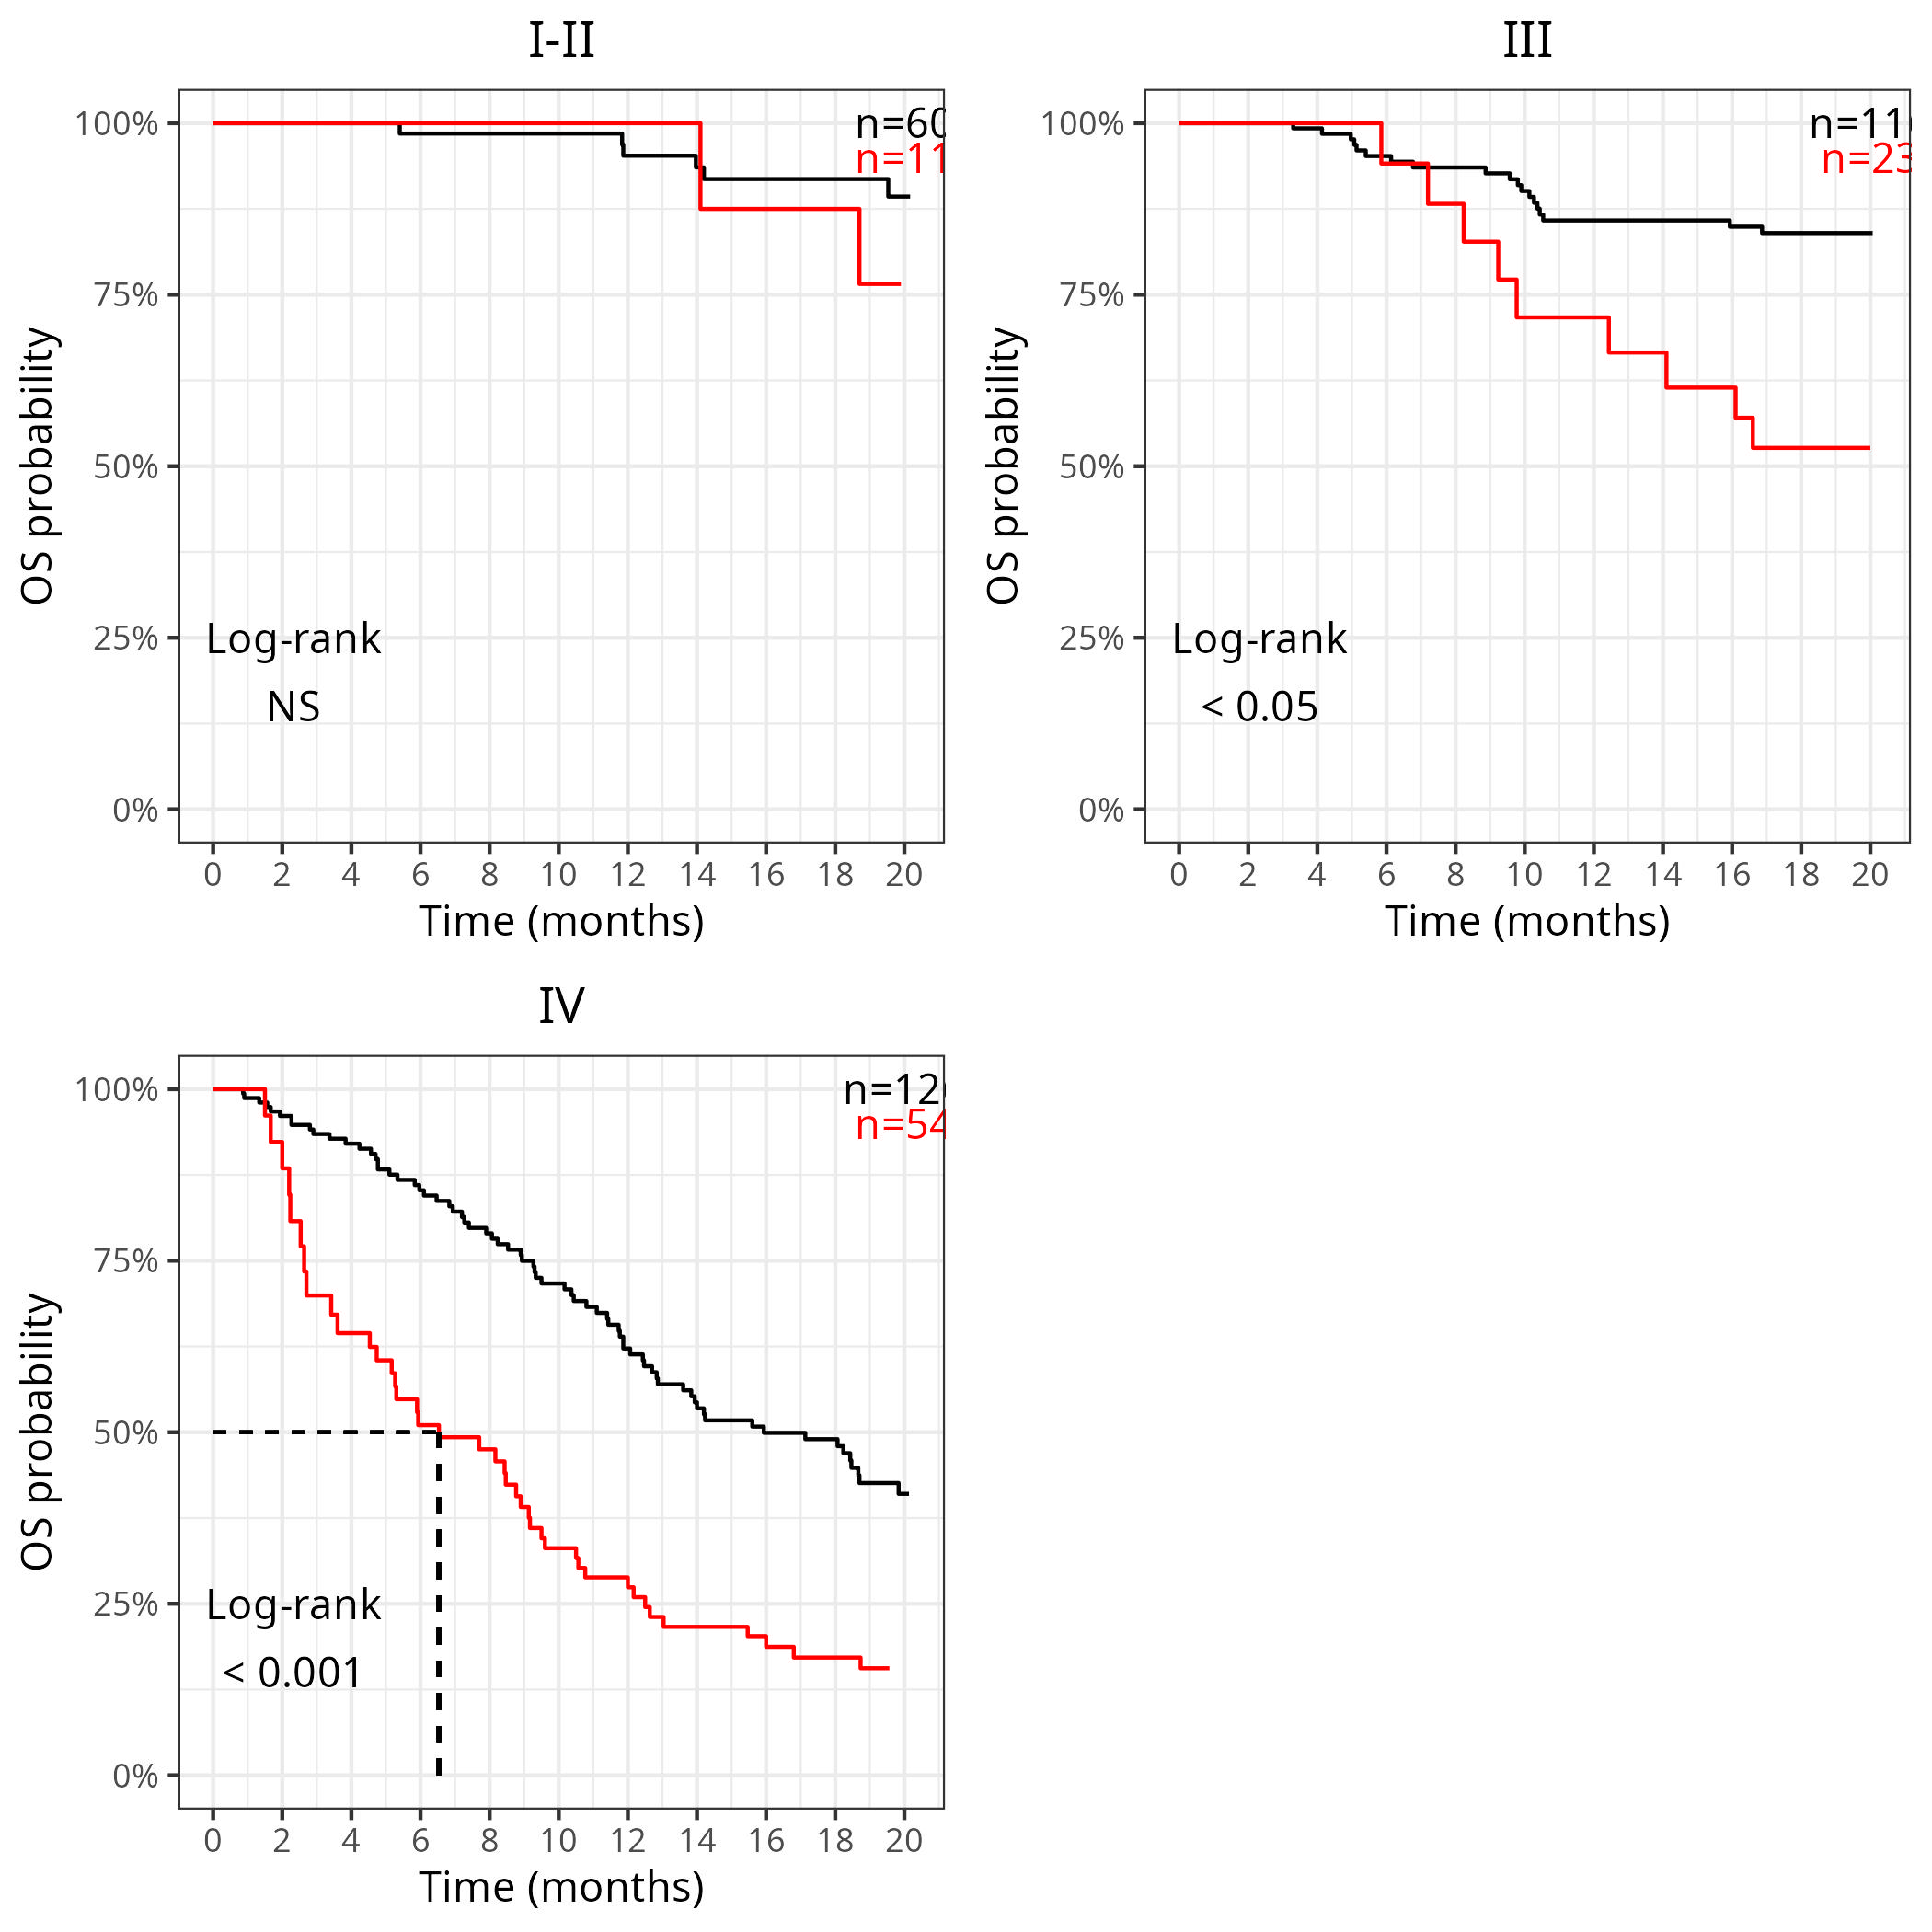 I-II
100%
75%
50%
25%
0%
OS probability
n=60
n=11
Log-rank
NS
0 2 4 6 8 10 12 14 16 18 20
Time (months)
III
100%
75%
50%
25%
0%
OS probability
n=11
n=23
Log-rank
< 0.05
0 2 4 6 8 10 12 14 16 18 20
Time (months)
IV
100%
75%
50%
25%
0%
OS probability
n=12
n=54
Log-rank
< 0.001
0 2 4 6 8 10 12 14 16 18 20
Time (months)